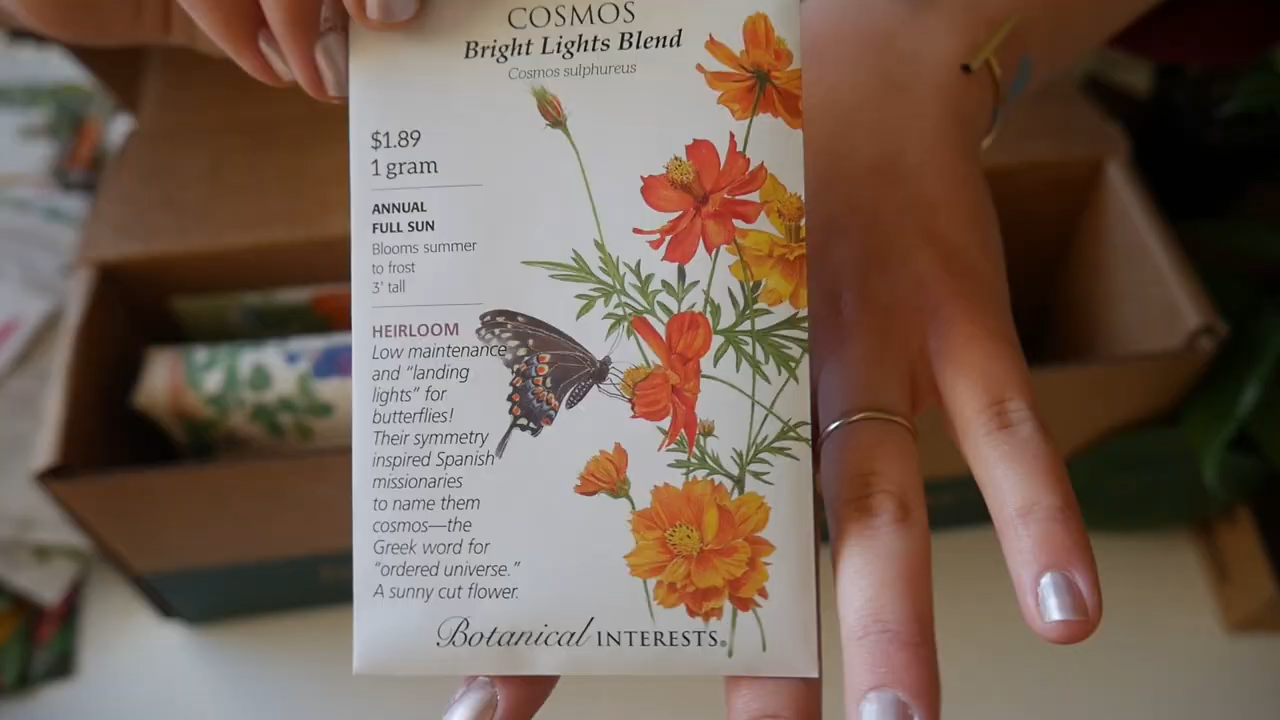 COSMOS
Bright Lights Blend
Cosmos sulphureus
$1.89
1 gram
ANNUAL
FULL SUN
Blooms summer
to frost
3' tall
HEIRLOOM
Low maintenance
and “landing
lights” for
butterflies!
Their symmetry
inspired Spanish
missionaries
to name them
cosmos—the
Greek word for
“ordered universe.”
A sunny cut flower.
Botanical INTERESTS®